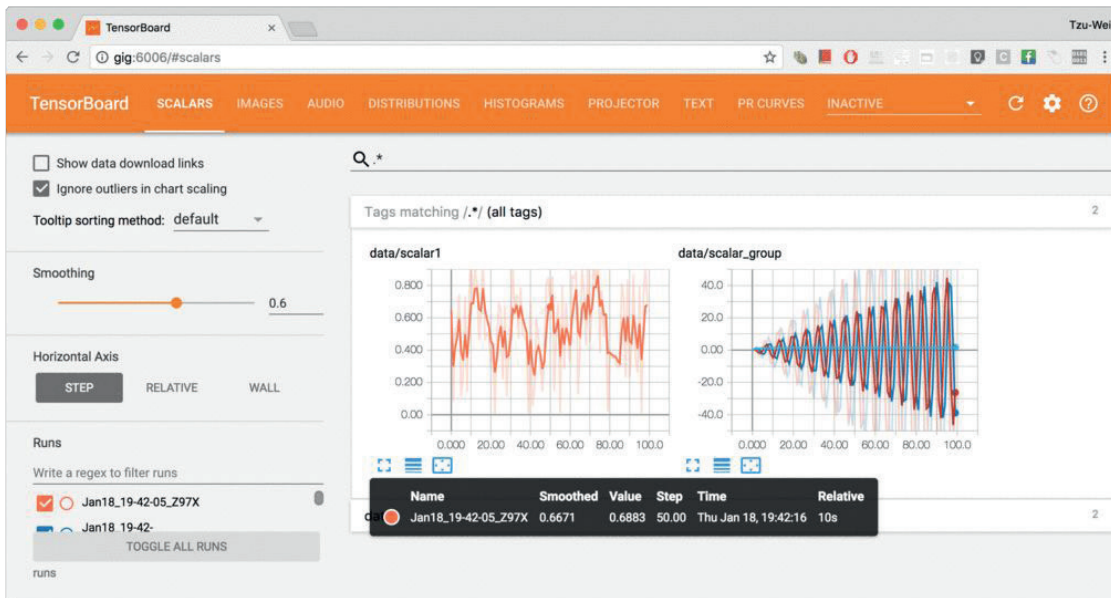 TensorBoard
Tzu-Wei
gig:6006/#scalars
TensorBoard SCALARS IMAGES AUDIO DISTRIBUTIONS HISTOGRAMS PROJECTOR TEXT PR CURVES INACTIVE
Show data download links
Ignore outliers in chart scaling
Tooltip sorting method: default
Smoothing
0.6
Horizontal Axis
STEP RELATIVE WALL
Runs
Write a regex to filter runs
Jan18_19-42-05_Z97X
Jan18_19-42-
TOGGLE ALL RUNS
runs
.*
Tags matching /.*/ (all tags) 2
data/scalar1
0.800
0.600
0.400
0.200
0.00
0.000 20.00 40.00 60.00 80.00 100.0
data/scalar_group
40.0
20.0
0.00
-20.0
-40.0
0.000 20.00 40.00 60.00 80.00 100.0
Name Smoothed Value Step Time Relative
Jan18_19-42-05_Z97X 0.6671 0.6883 50.00 Thu Jan 18, 19:42:16 10s
2